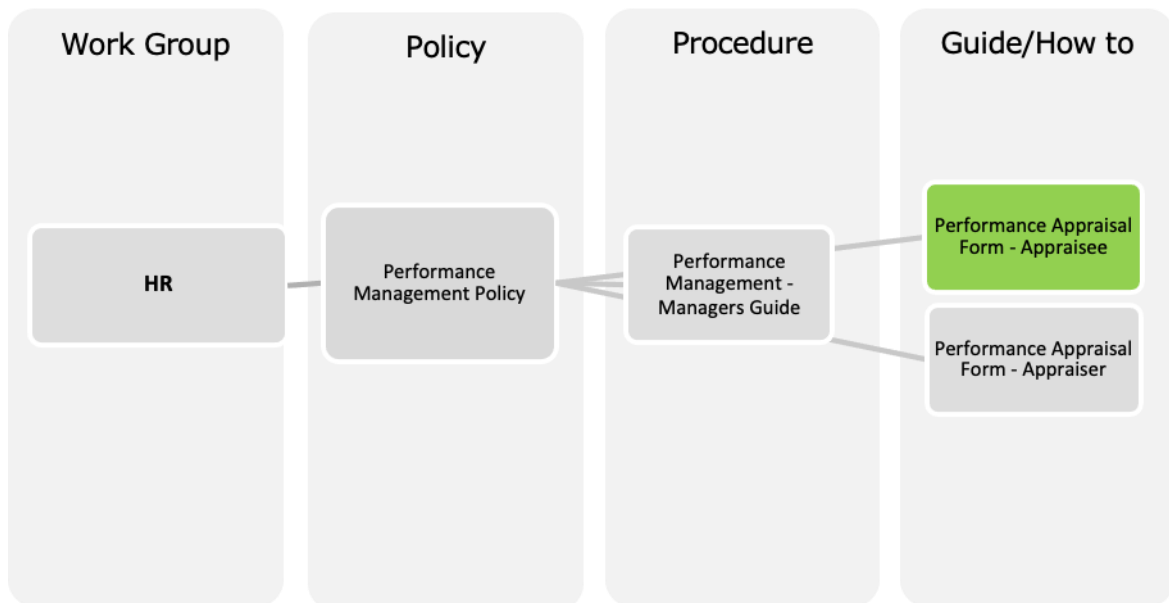 Work Group
Policy
Procedure
Guide/How to
HR
Performance
Management Policy
Performance
Management -
Managers Guide
Performance Appraisal
Form - Appraisee
Performance Appraisal
Form - Appraiser